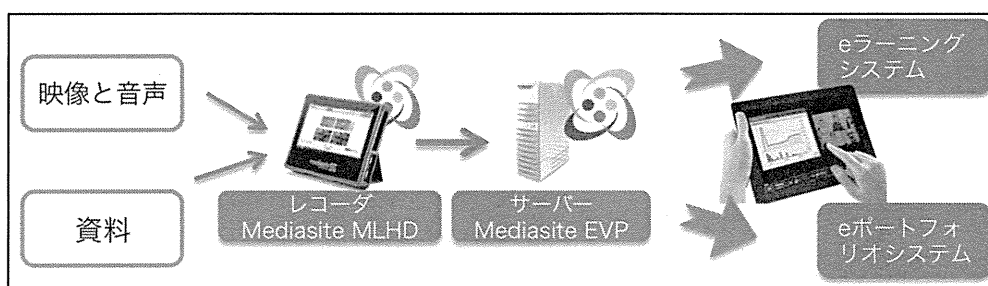 映像と音声
資料
レコーダ
Mediasite MLHD
サーバー
Mediasite EVP
eラーニング
システム
eポートフォ
リオシステム